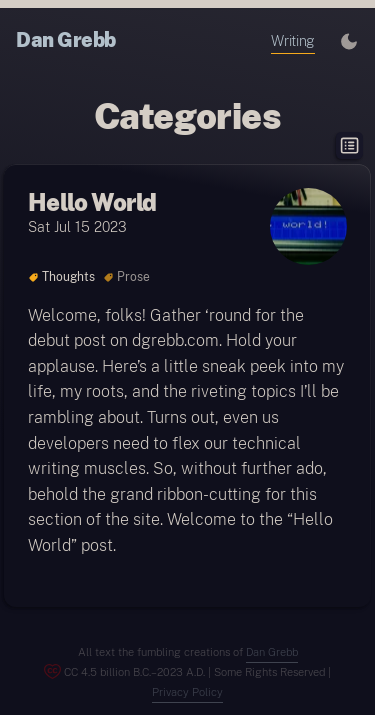 Dan Grebb
Writing
Categories
Hello World
Sat Jul 15 2023
world!
Thoughts Prose
Welcome, folks! Gather ‘round for the
debut post on dgrebb.com. Hold your
applause. Here’s a little sneak peek into my
life, my roots, and the riveting topics I’ll be
rambling about. Turns out, even us
developers need to flex our technical
writing muscles. So, without further ado,
behold the grand ribbon-cutting for this
section of the site. Welcome to the “Hello
World” post.
All text the fumbling creations of Dan Grebb
CC 4.5 billion B.C.–2023 A.D. | Some Rights Reserved |
Privacy Policy